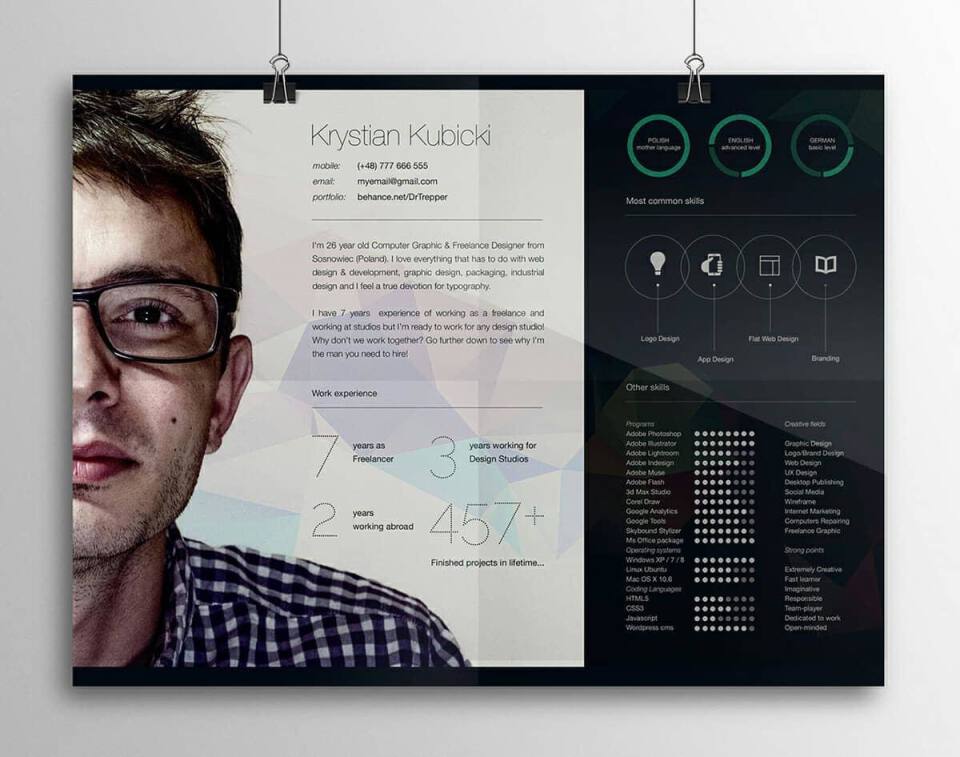 Krystian Kubicki
mobile: (+48) 777 666 555
email: myemail@gmail.com
portfolio: behance.net/DrTrepper
I'm 26 year old Computer Graphic & Freelance Designer from
Sosnowiec (Poland). I love everything that has to do with web
design & development, graphic design, packaging, industrial
design and I feel a true devotion for typography.
I have 7 years experience of working as a freelance and
working at studios but I'm ready to work for any design studio!
Why don't we work together? Go further down to see why I'm
the man you need to hire!
Work experience
7 years as
Freelancer
3 years working for
Design Studios
2 years
working abroad
457+
Finished projects in lifetime...
POLISH
mother language
ENGLISH
advanced level
GERMAN
basic level
Most common skills
Logo Design
App Design
Flat Web Design
Branding
Other skills
Programs
Adobe Photoshop
Adobe Illustrator
Adobe Lightroom
Adobe Indesign
Adobe Muse
Adobe Flash
3d Max Studio
Corel Draw
Google Analytics
Google Tools
Skybound Stylizer
Ms Office package
Operating systems
Windows XP / 7 / 8
Linux Ubuntu
Mac OS X 10.6
Coding Languages
HTML5
CSS3
Javascript
Wordpress cms
Creative fields
Graphic Design
Logo/Brand Design
Web Design
UX Design
Desktop Publishing
Social Media
Wireframe
Internet Marketing
Computers Repairing
Freelance Graphic
Strong points
Extremely Creative
Fast learner
Imaginative
Responsible
Team-player
Dedicated to work
Open-minded